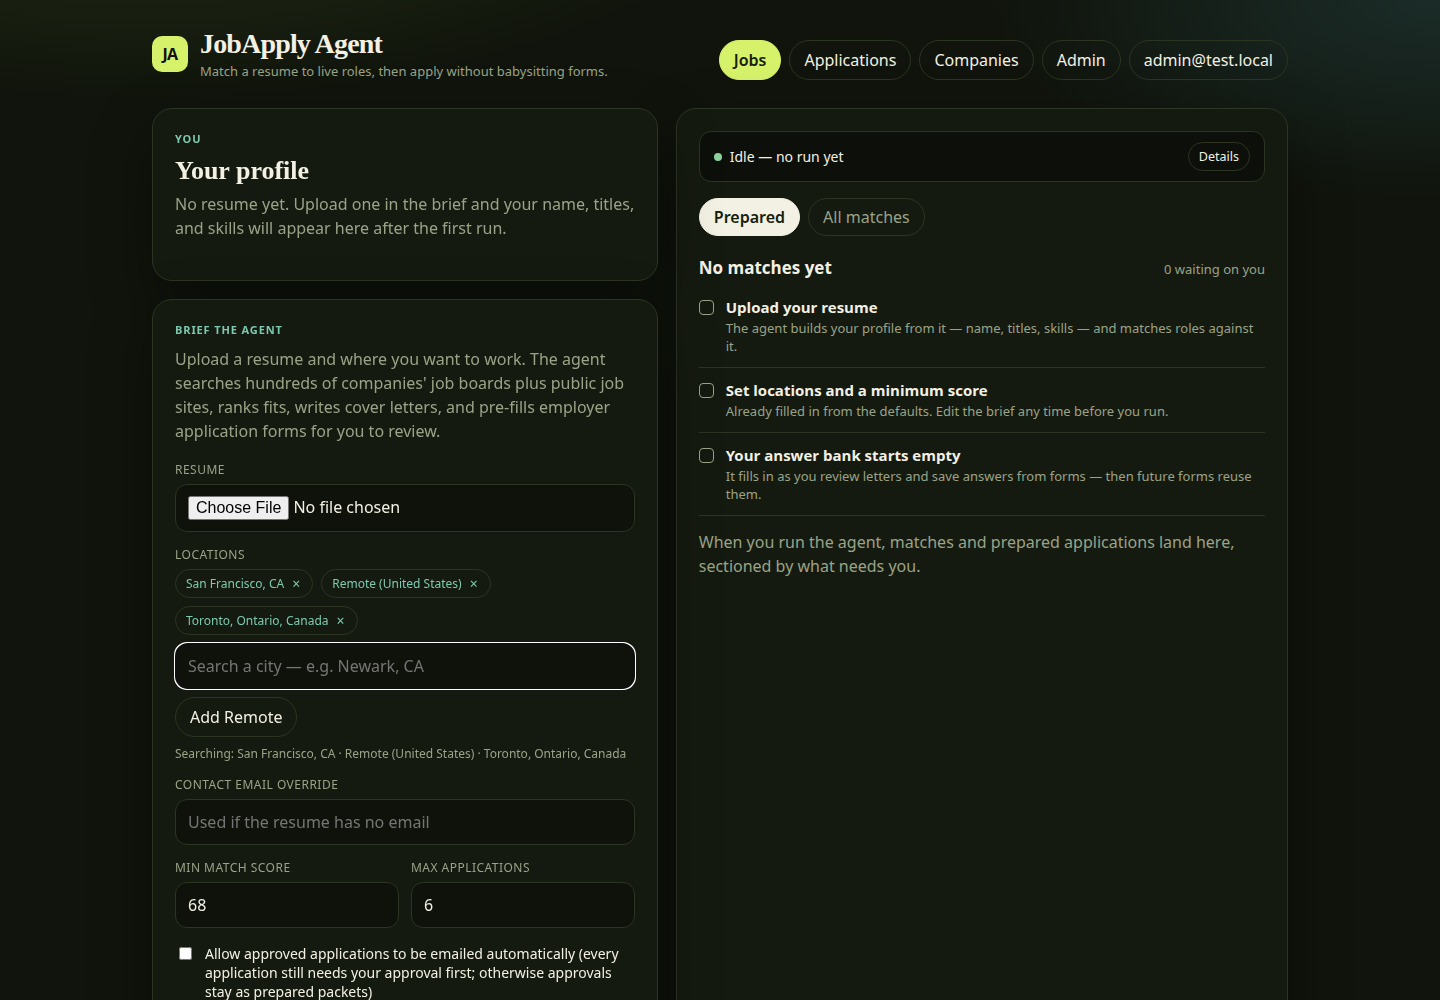 JA
JobApply Agent
Match a resume to live roles, then apply without babysitting forms.
Jobs
Applications
Companies
Admin
admin@test.local
YOU
Your profile
No resume yet. Upload one in the brief and your name, titles,
and skills will appear here after the first run.
BRIEF THE AGENT
Upload a resume and where you want to work. The agent
searches hundreds of companies' job boards plus public job
sites, ranks fits, writes cover letters, and pre-fills employer
application forms for you to review.
RESUME
Choose File No file chosen
LOCATIONS
San Francisco, CA ×
Remote (United States) ×
Toronto, Ontario, Canada ×
Search a city — e.g. Newark, CA
Add Remote
Searching: San Francisco, CA · Remote (United States) · Toronto, Ontario, Canada
CONTACT EMAIL OVERRIDE
Used if the resume has no email
MIN MATCH SCORE
68
MAX APPLICATIONS
6
Allow approved applications to be emailed automatically (every
application still needs your approval first; otherwise approvals
stay as prepared packets)
Idle — no run yet
Details
Prepared
All matches
No matches yet
0 waiting on you
Upload your resume
The agent builds your profile from it — name, titles, skills — and matches roles against
it.
Set locations and a minimum score
Already filled in from the defaults. Edit the brief any time before you run.
Your answer bank starts empty
It fills in as you review letters and save answers from forms — then future forms reuse
them.
When you run the agent, matches and prepared applications land here,
sectioned by what needs you.